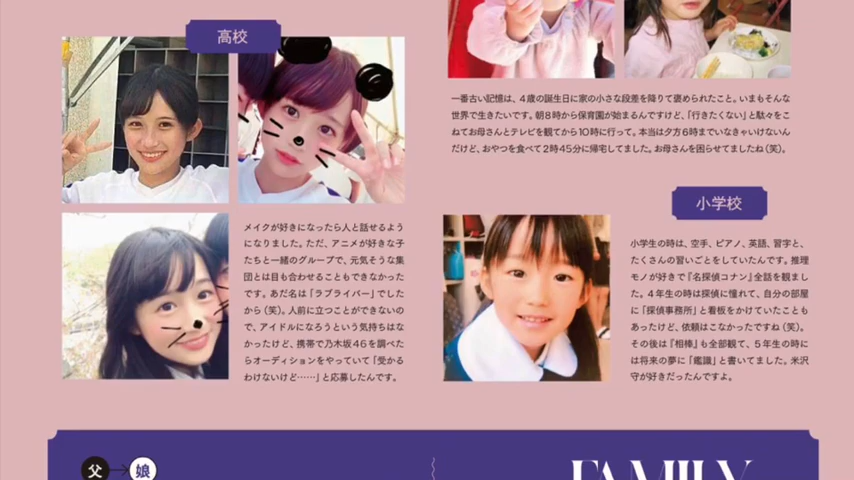 高校
一番古い記憶は、4歳の誕生日に家の小さな段差を降りて褒められたこと。いまもそんな
世界で生きたいです。朝8時から保育園が始まるんですけど、「行きたくない」と駄々をこ
ねてお母さんとテレビを観てから10時に行って。本当は夕方6時までいなきゃいけないん
だけど、おやつを食べて2時45分に帰宅してました。お母さんを困らせてましたね（笑）。
メイクが好きになったら人と話せるよう
になりました。ただ、アニメが好きな子
たちと一緒のグループで、元気そうな集
団とは目も合わせることもできなかった
です。あだ名は「ラブライバー」でした
から（笑）。人前に立つことができないの
で、アイドルになろうという気持ちはな
かったけど、携帯で乃木坂46を調べた
らオーディションをやっていて「受かる
わけないけど……」と応募したんです。
小学校
小学生の時は、空手、ピアノ、英語、習字と、
たくさんの習いごとをしていたんです。推理
モノが好きで『名探偵コナン』全話を観まし
た。4年生の時は探偵に憧れて、自分の部屋
に「探偵事務所」と看板をかけていたことも
あったけど、依頼はこなかったですね（笑）。
その後は『相棒』も全部観て、5年生の時に
は将来の夢に「鑑識」と書いてました。米沢
守が好きだったんですよ。
父→娘
FAMILY